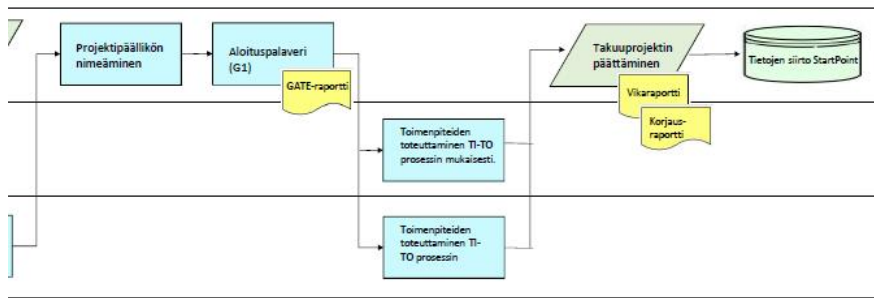 Projektipäällikön
nimeäminen
Aloituspalaveri
(G1)
GATE-raportti
Toimenpiteiden
toteuttaminen TI-TO
prosessin mukaisesti.
Toimenpiteiden
toteuttaminen TI-
TO prosessin
Takuuprojektin
päättäminen
Vikaraportti
Korjaus-
raportti
Tietojen siirto StartPoint